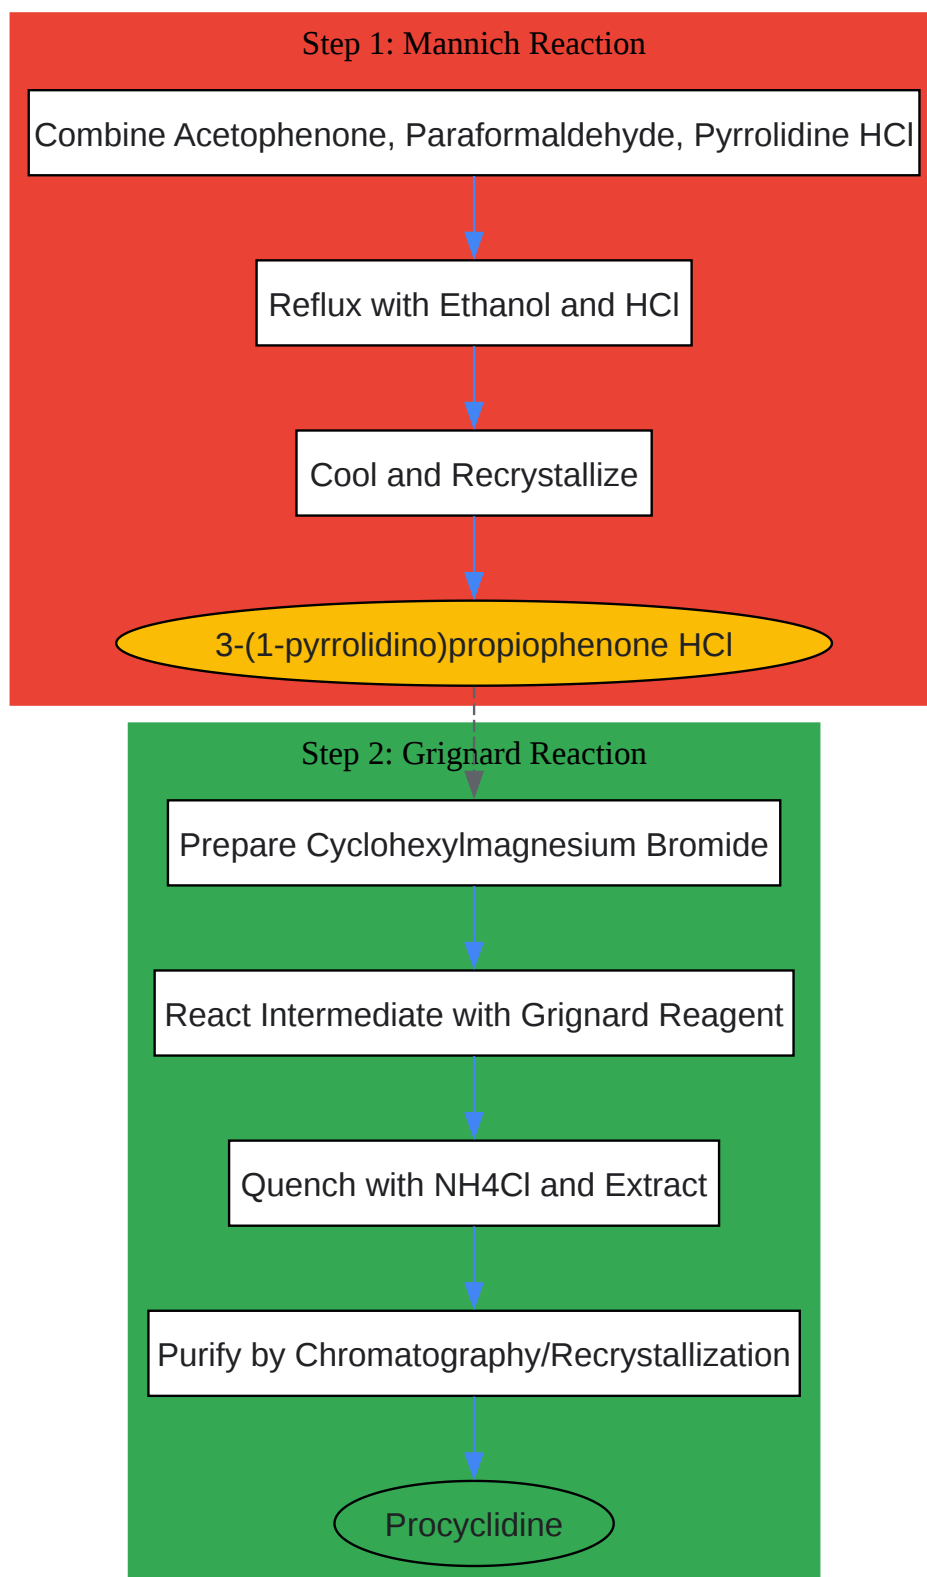 Step 1: Mannich Reaction
Combine Acetophenone, Paraformaldehyde, Pyrrolidine HCl
Reflux with Ethanol and HCl
Cool and Recrystallize
3-(1-pyrrolidino)propiophenone HCl
Step 2: Grignard Reaction
Prepare Cyclohexylmagnesium Bromide
React Intermediate with Grignard Reagent
Quench with NH4Cl and Extract
Purify by Chromatography/Recrystallization
Procyclidine